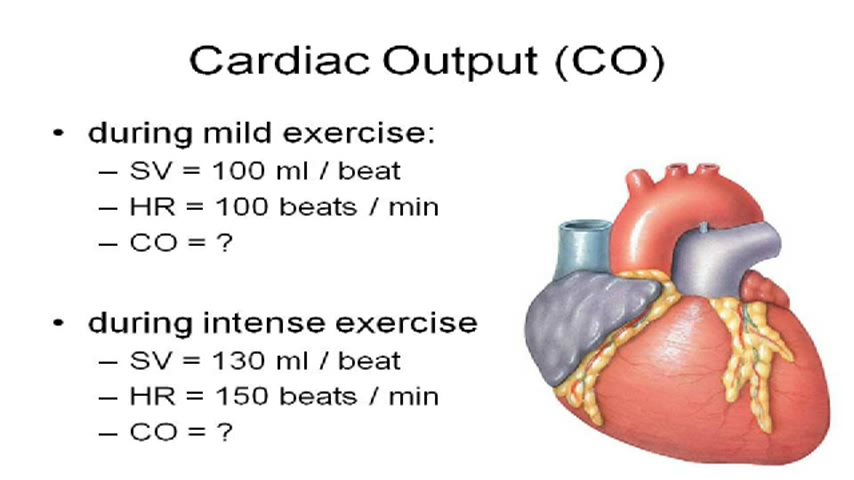 Cardiac Output (CO)
• during mild exercise:
– SV = 100 ml / beat
– HR = 100 beats / min
– CO = ?
• during intense exercise
– SV = 130 ml / beat
– HR = 150 beats / min
– CO = ?